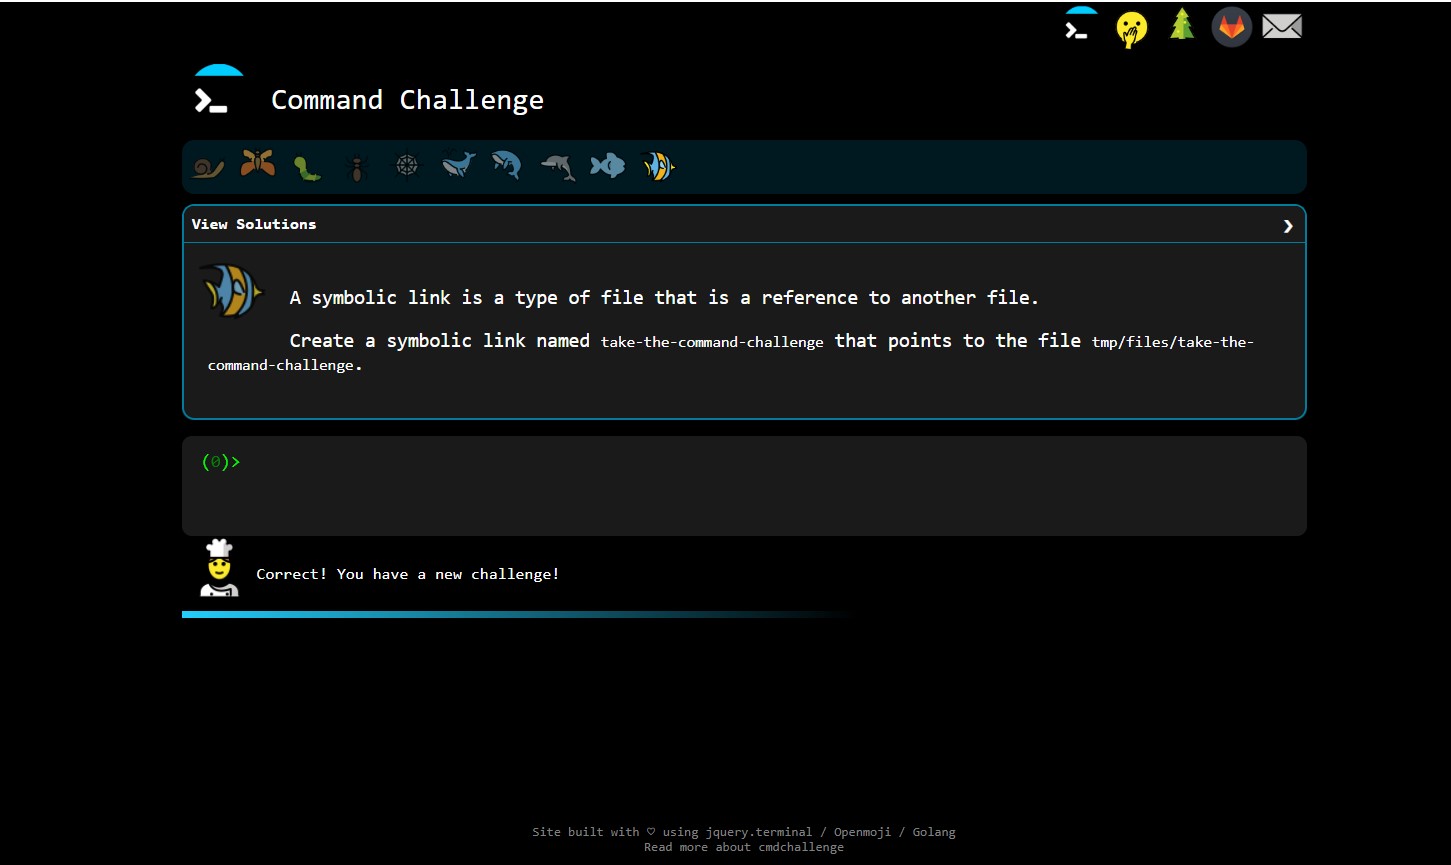 Command Challenge
View Solutions
A symbolic link is a type of file that is a reference to another file.
Create a symbolic link named take-the-command-challenge that points to the file tmp/files/take-the-
command-challenge.
(0)>
Correct! You have a new challenge!
Site built with ♡ using jquery.terminal / Openmoji / Golang
Read more about cmdchallenge